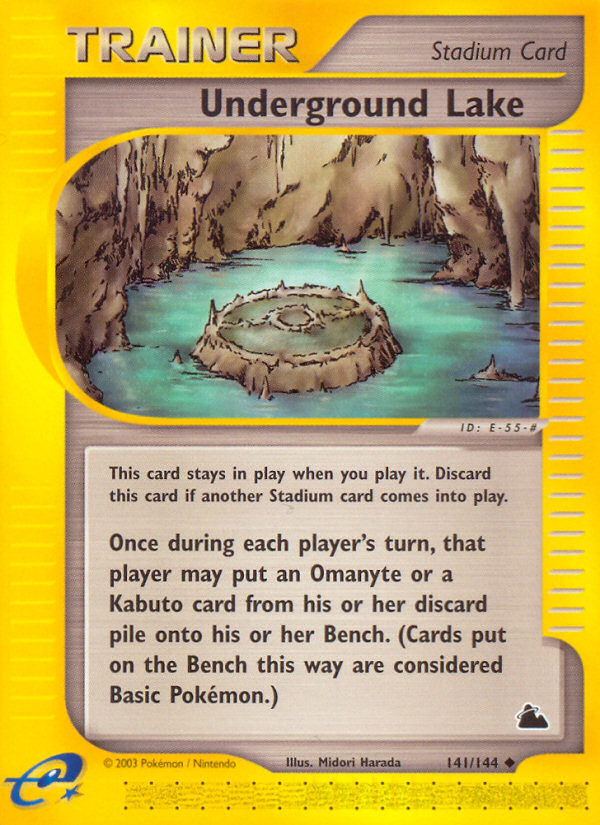 TRAINER
Stadium Card
Underground Lake
ID: E-55-#
This card stays in play when you play it. Discard
this card if another Stadium card comes into play.
Once during each player's turn, that
player may put an Omanyte or a
Kabuto card from his or her discard
pile onto his or her Bench. (Cards put
on the Bench this way are considered
Basic Pokémon.)
© 2003 Pokémon / Nintendo
Illus. Midori Harada
141/144 ◆
e